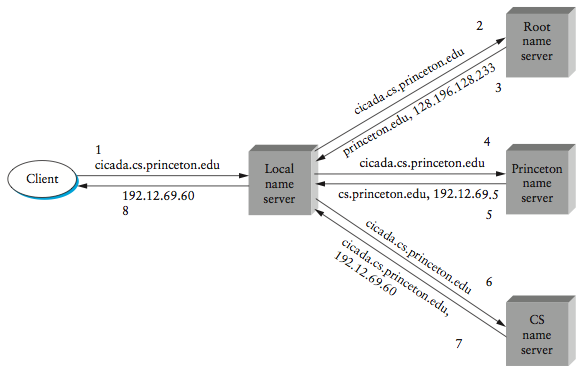 2
Root
name
server
cicada.cs.princeton.edu
princeton.edu, 128.196.128.233
3
1
cicada.cs.princeton.edu
Client
192.12.69.60
8
Local
name
server
4
cicada.cs.princeton.edu
Princeton
name
server
cs.princeton.edu, 192.12.69.5
5
cicada.cs.princeton.edu
6
cicada.cs.princeton.edu,
192.12.69.60
7
CS
name
server